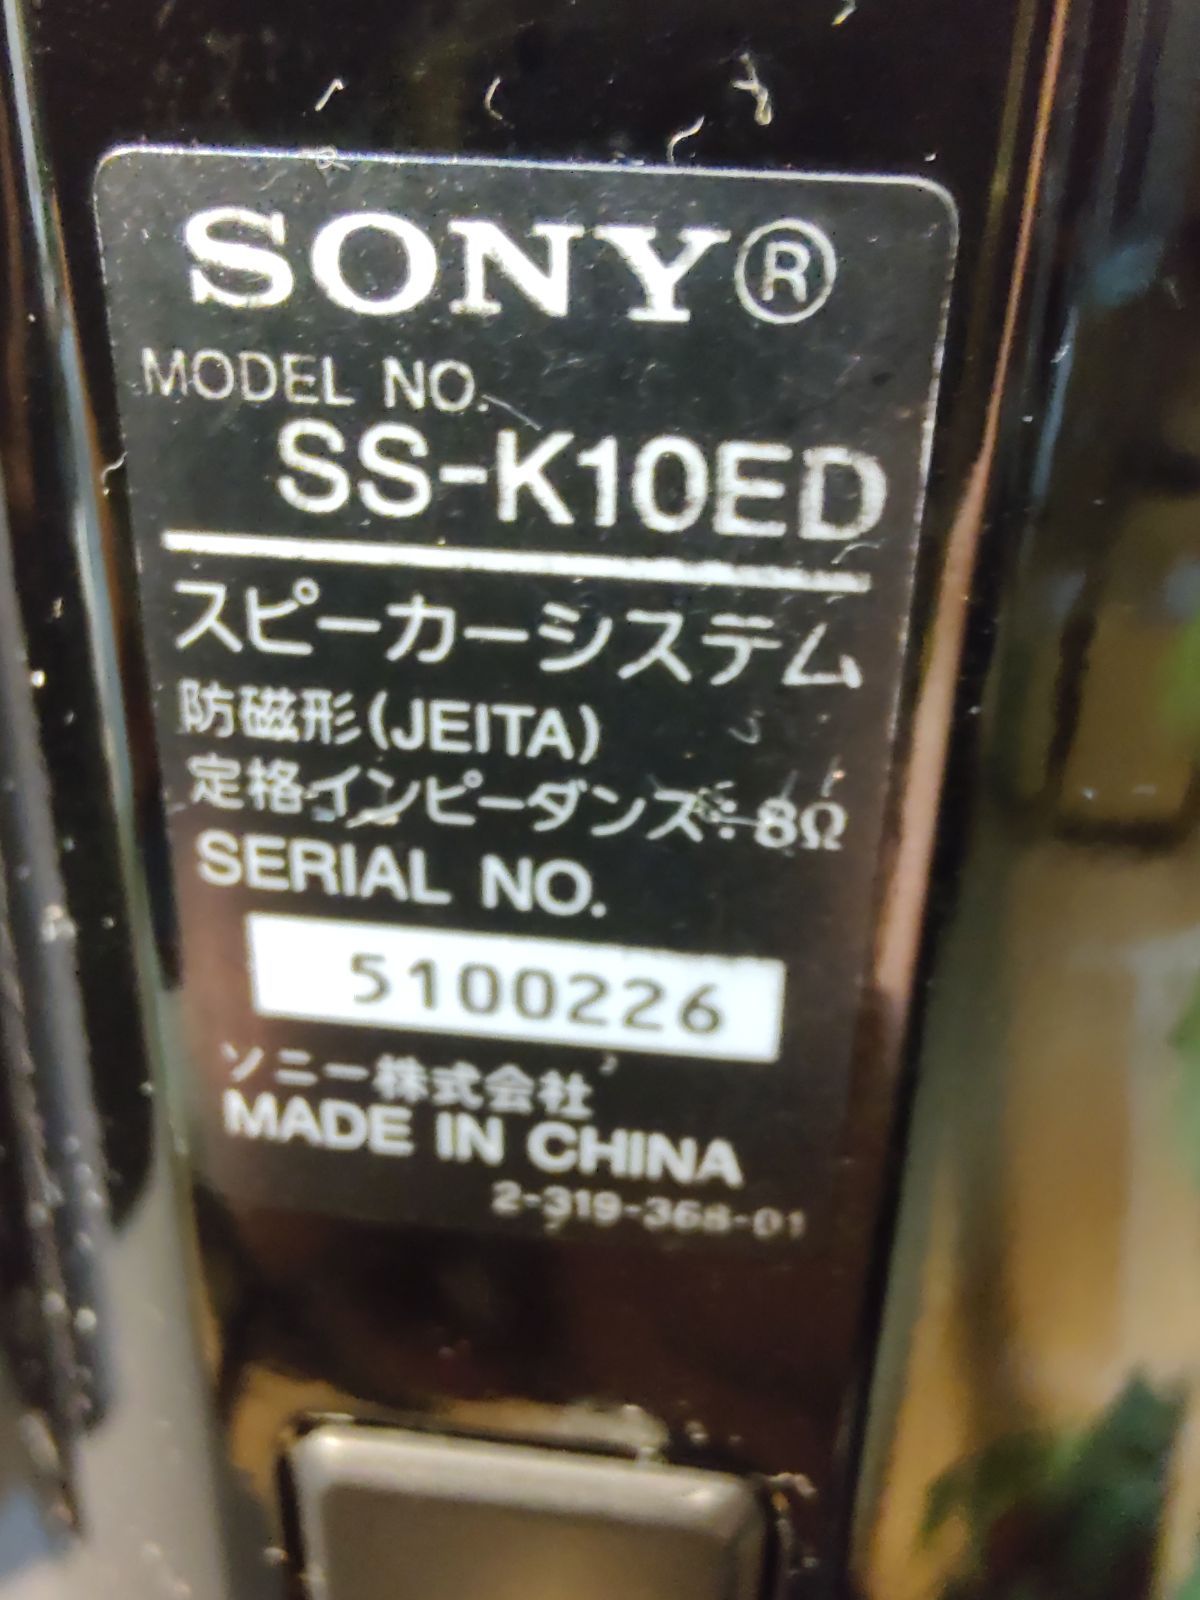 SONY®
MODEL NO.
SS-K10ED
スピーカーシステム
防磁形(JEITA)
定格インピーダンス:8Ω
SERIAL NO.
5100226
ソニー株式会社
MADE IN CHINA
2-319-368-01